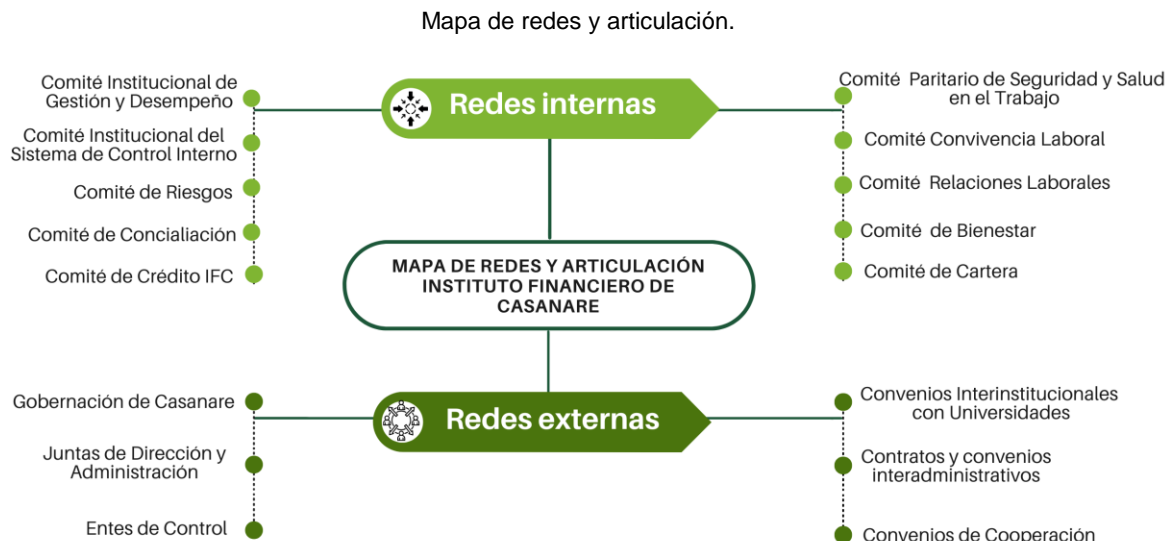 Mapa de redes y articulación.
Redes internas
Comité Institucional de
Gestión y Desempeño
Comité Institucional del
Sistema de Control Interno
Comité de Riesgos
Comité de Concialiación
Comité de Crédito IFC
Comité Paritario de Seguridad y Salud
en el Trabajo
Comité Convivencia Laboral
Comité Relaciones Laborales
Comité de Bienestar
Comité de Cartera
MAPA DE REDES Y ARTICULACIÓN
INSTITUTO FINANCIERO DE
CASANARE
Redes externas
Gobernación de Casanare
Juntas de Dirección y
Administración
Entes de Control
Convenios Interinstitucionales
con Universidades
Contratos y convenios
interadministrativos
Convenios de Cooperación